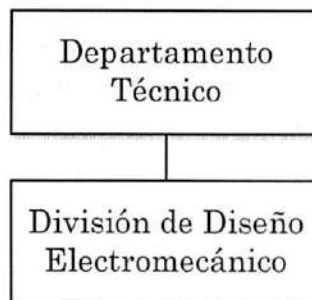 Departamento
Técnico
División de Diseño
Electromecánico